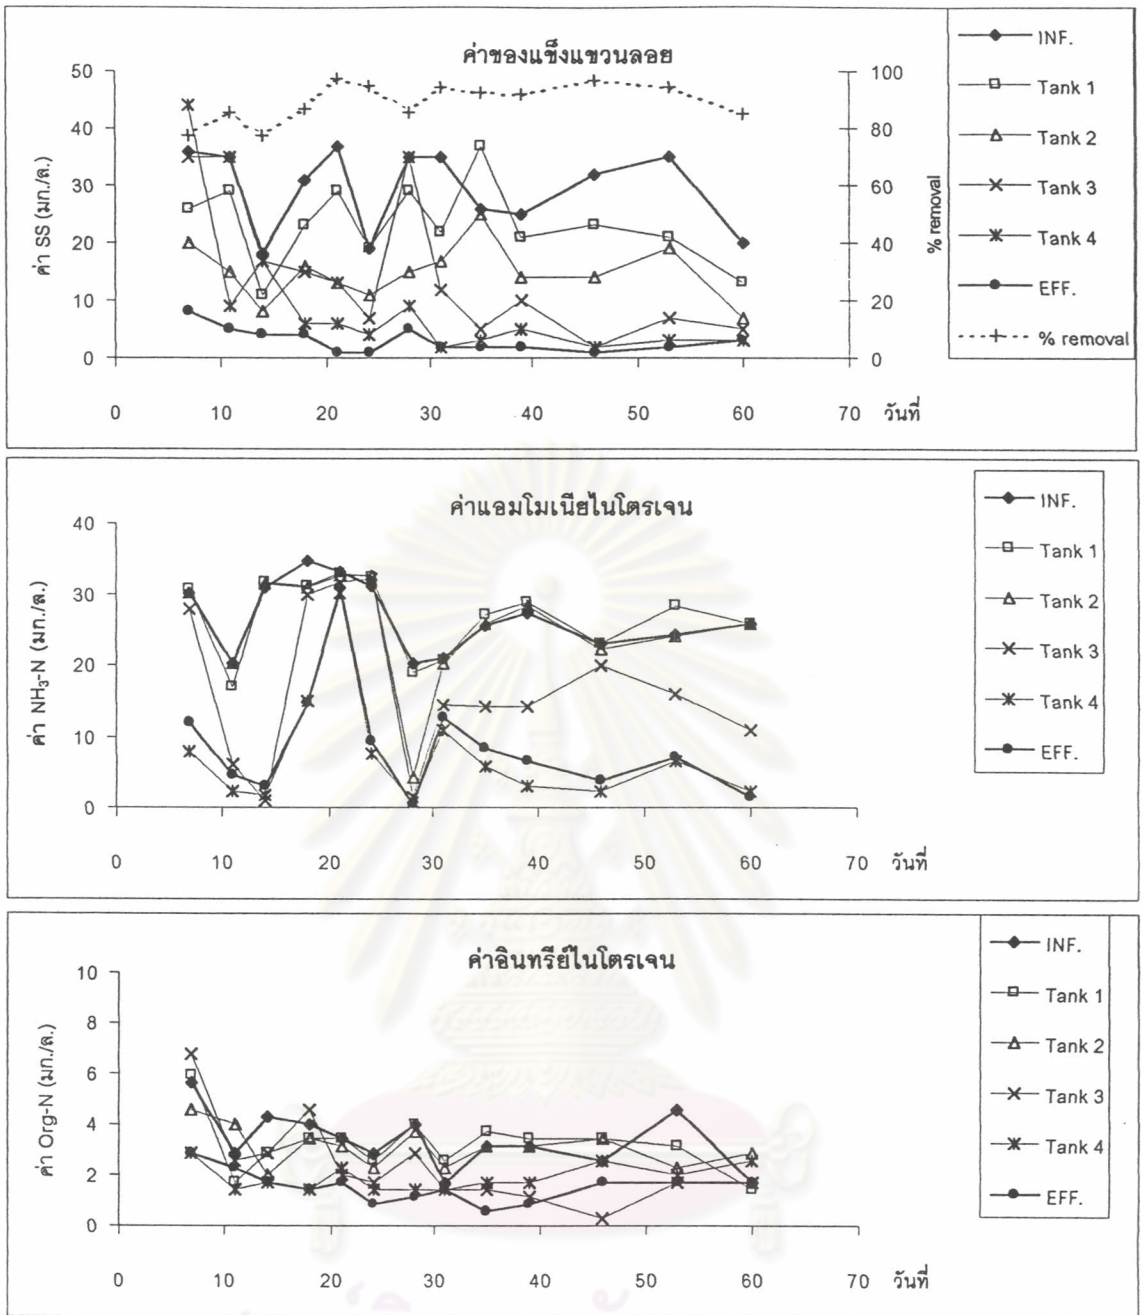 ค่าของแข็งแขวนลอย
ค่า SS (มก./ล.)
50
40
30
20
10
0
100
80
60
40
20
0
% removal
0 10 20 30 40 50 60 70 วันที่
INF.
Tank 1
Tank 2
Tank 3
Tank 4
EFF.
% removal
ค่าแอมโมเนียไนโตรเจน
ค่า NH₃-N (มก./ล.)
40
30
20
10
0
0 10 20 30 40 50 60 70 วันที่
INF.
Tank 1
Tank 2
Tank 3
Tank 4
EFF.
ค่าอินทรีย์ไนโตรเจน
ค่า Org-N (มก./ล.)
10
8
6
4
2
0
0 10 20 30 40 50 60 70 วันที่
INF.
Tank 1
Tank 2
Tank 3
Tank 4
EFF.